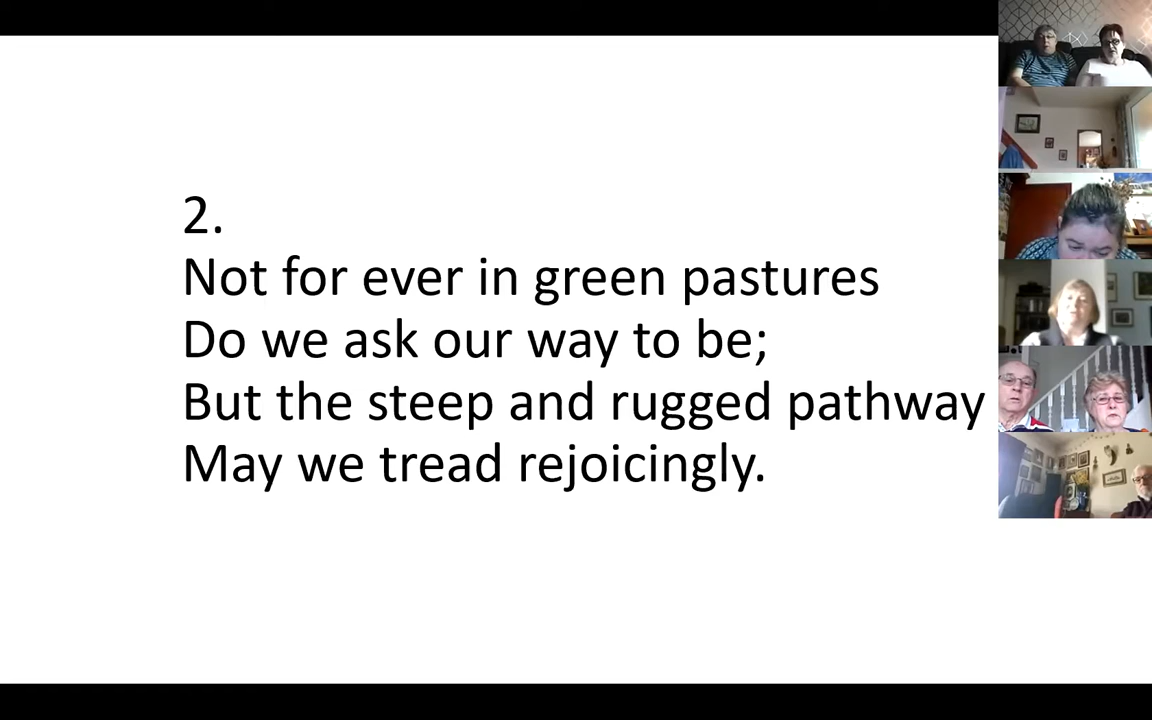 2.
Not for ever in green pastures
Do we ask our way to be;
But the steep and rugged pathway
May we tread rejoicingly.